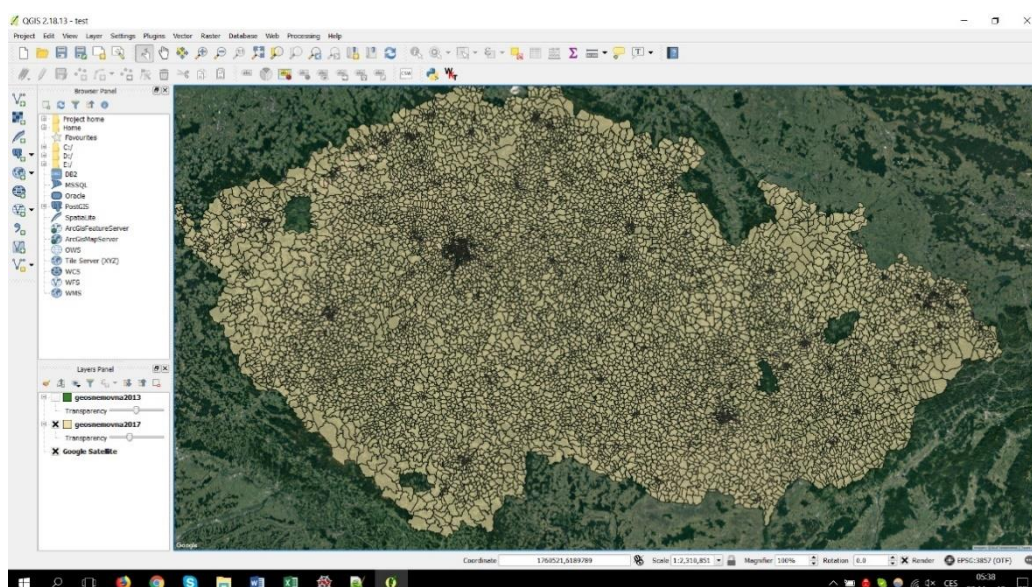 QGIS 2.18.13 - test
Project Edit View Layer Settings Plugins Vector Raster Database Web Processing Help
Browser Panel
Project home
Home
Favourites
C:/
D:/
E:/
DB2
MSSQL
Oracle
PostGIS
SpatiaLite
ArcGisFeatureServer
ArcGisMapServer
OWS
Tile Server (XYZ)
WCS
WFS
WMS
Layers Panel
geosnemovna2013
Transparency
geosnemovna2017
Transparency
Google Satellite
Google
Coordinate 1760521,6189789 Scale 1:2,310,851 Magnifier 100% Rotation 0.0 Render EPSG:3857 (OTF)
CES 05:38